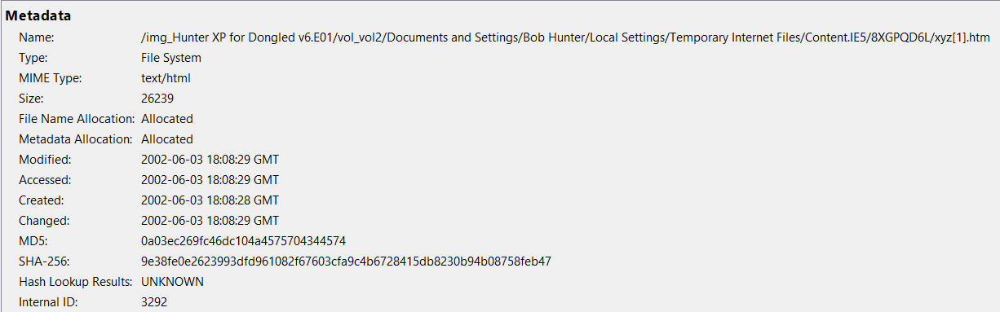 Metadata
Name: /img_Hunter XP for Dongled v6.E01/vol_vol2/Documents and Settings/Bob Hunter/Local Settings/Temporary Internet Files/Content.IE5/8XGPQD6L/xyz[1].htm
Type: File System
MIME Type: text/html
Size: 26239
File Name Allocation: Allocated
Metadata Allocation: Allocated
Modified: 2002-06-03 18:08:29 GMT
Accessed: 2002-06-03 18:08:29 GMT
Created: 2002-06-03 18:08:28 GMT
Changed: 2002-06-03 18:08:29 GMT
MD5: 0a03ec269fc46dc104a4575704344574
SHA-256: 9e38fe0e2623993dfd961082f67603cfa9c4b6728415db8230b94b08758feb47
Hash Lookup Results: UNKNOWN
Internal ID: 3292